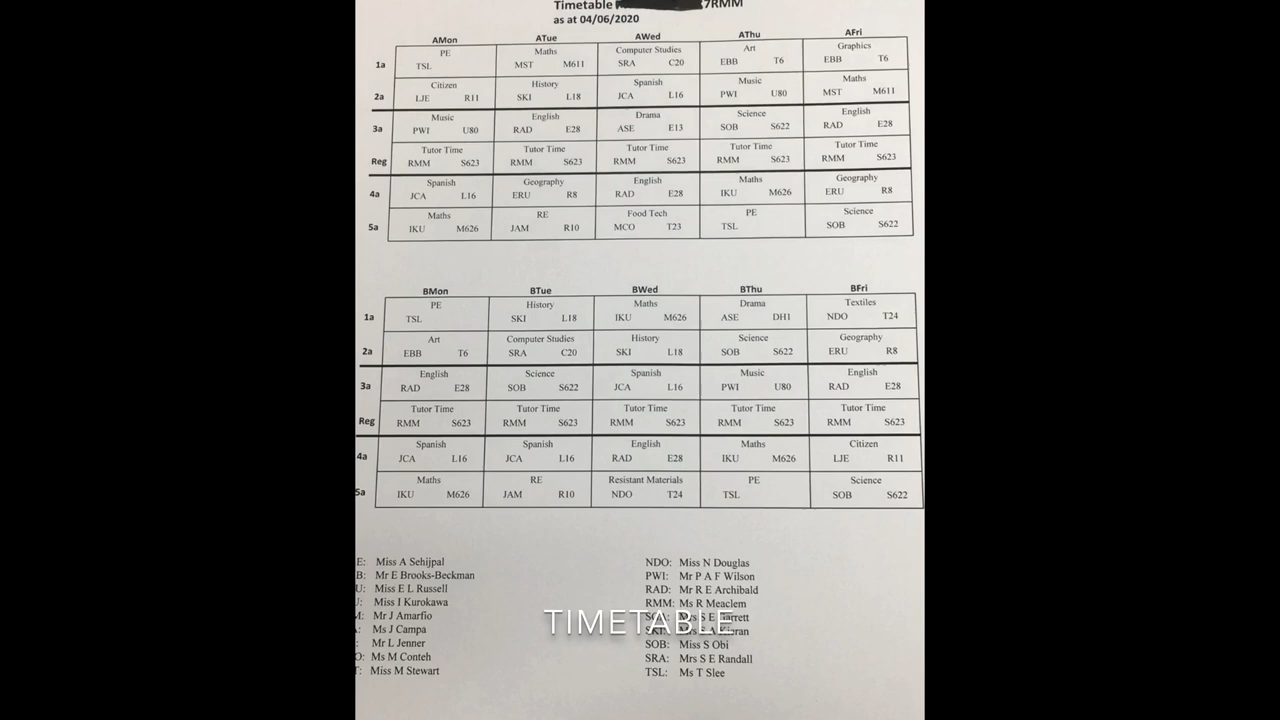 Timetable 7RMM
as at 04/06/2020
AMon ATue AWed AThu AFri
PE Maths Computer Studies Art Graphics
1a TSL MST M611 SRA C20 EBB T6 EBB T6
Citizen History Spanish Music Maths
2a LJE R11 SKI L18 JCA L16 PWI U80 MST M611
Music English Drama Science English
3a PWI U80 RAD E28 ASE E13 SOB S622 RAD E28
Tutor Time Tutor Time Tutor Time Tutor Time Tutor Time
Reg RMM S623 RMM S623 RMM S623 RMM S623 RMM S623
Spanish Geography English Maths Geography
4a JCA L16 ERU R8 RAD E28 IKU M626 ERU R8
Maths RE Food Tech PE Science
5a IKU M626 JAM R10 MCO T23 TSL SOB S622
BMon BTue BWed BThu BFri
PE History Maths Drama Textiles
1a TSL SKI L18 IKU M626 ASE DH1 NDO T24
Art Computer Studies History Science Geography
2a EBB T6 SRA C20 SKI L18 SOB S622 ERU R8
English Science Spanish Music English
3a RAD E28 SOB S622 JCA L16 PWI U80 RAD E28
Tutor Time Tutor Time Tutor Time Tutor Time Tutor Time
Reg RMM S623 RMM S623 RMM S623 RMM S623 RMM S623
Spanish Spanish English Maths Citizen
4a JCA L16 JCA L16 RAD E28 IKU M626 LJE R11
Maths RE Resistant Materials PE Science
5a IKU M626 JAM R10 NDO T24 TSL SOB S622
E: Miss A Sehijpal NDO: Miss N Douglas
B: Mr E Brooks-Beckman PWI: Mr P A F Wilson
U: Miss E L Russell RAD: Mr R E Archibald
U: Miss I Kurokawa RMM: Ms R Meaclem
M: Mr J Amarfio Mrs S E
A: Ms J Campa
: Mr L Jenner SOB: Miss S Obi
O: Ms M Conteh SRA: Mrs S E Randall
T: Miss M Stewart TSL: Ms T Slee
TIMETABLE